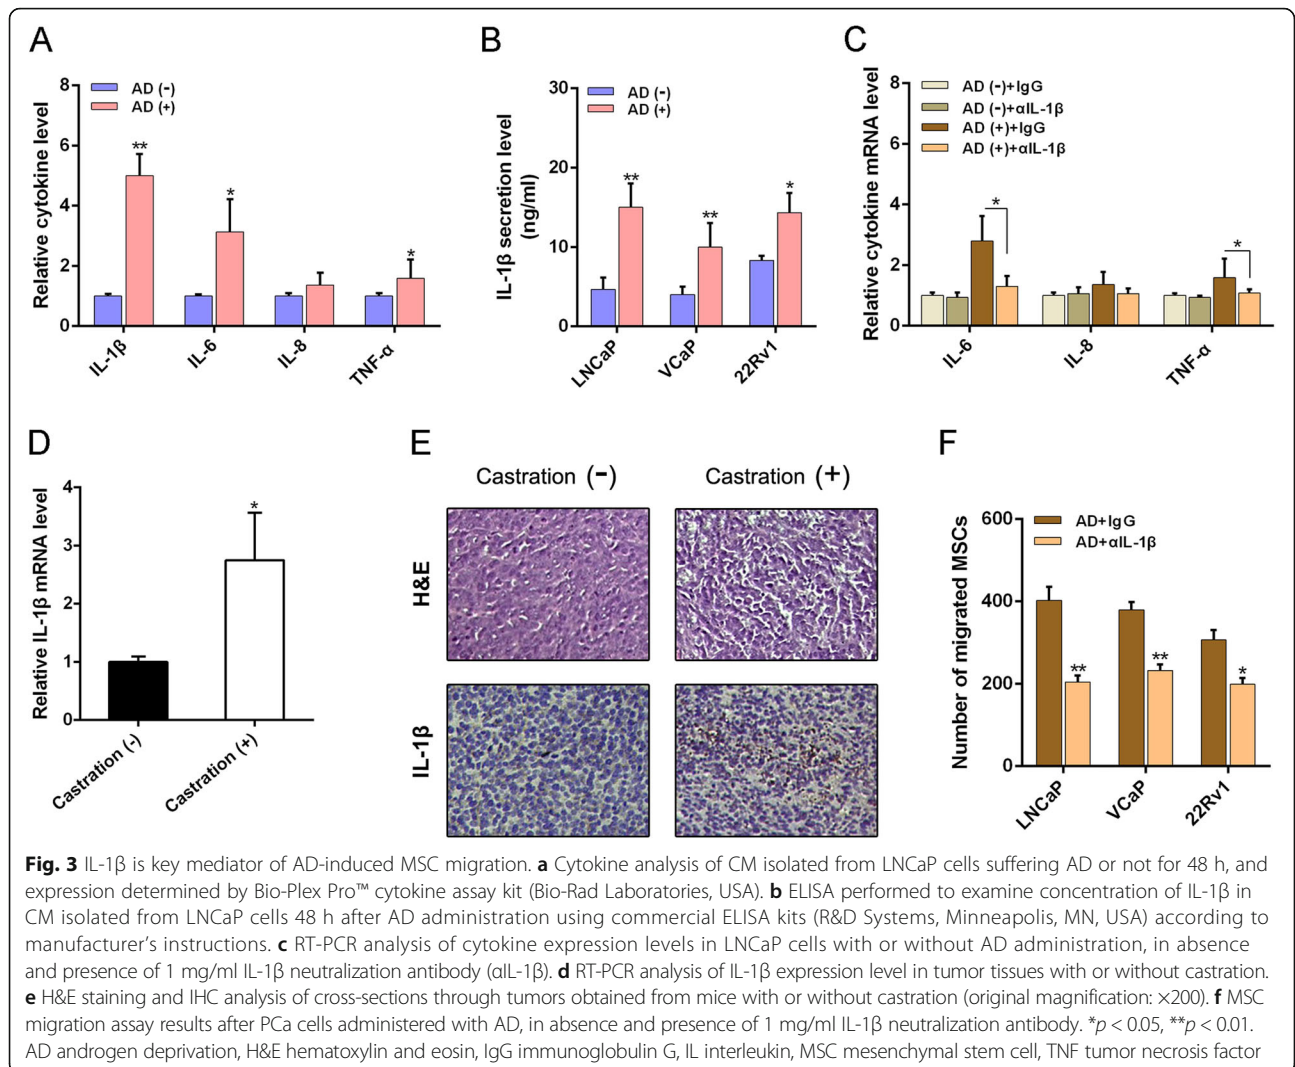 A
AD (-)
AD (+)
Relative cytokine level
8
6
4
2
0
**
*
*
IL-1β
IL-6
IL-8
TNF-α
B
AD (-)
AD (+)
IL-1β secretion level
(ng/ml)
30
20
10
0
**
**
*
LNCaP
VCaP
22Rv1
C
AD (-)+IgG
AD (-)+αIL-1β
AD (+)+IgG
AD (+)+αIL-1β
Relative cytokine mRNA level
8
6
4
2
0
*
*
IL-6
IL-8
TNF-α
D
Relative IL-1β mRNA level
4
3
2
1
0
*
Castration (-)
Castration (+)
E
Castration (-)
Castration (+)
H&E
IL-1β
F
AD+IgG
AD+αIL-1β
Number of migrated MSCs
600
400
200
0
**
**
*
LNCaP
VCaP
22Rv1
Fig. 3 IL-1β is key mediator of AD-induced MSC migration. a Cytokine analysis of CM isolated from LNCaP cells suffering AD or not for 48 h, and
expression determined by Bio-Plex Pro™ cytokine assay kit (Bio-Rad Laboratories, USA). b ELISA performed to examine concentration of IL-1β in
CM isolated from LNCaP cells 48 h after AD administration using commercial ELISA kits (R&D Systems, Minneapolis, MN, USA) according to
manufacturer's instructions. c RT-PCR analysis of cytokine expression levels in LNCaP cells with or without AD administration, in absence
and presence of 1 mg/ml IL-1β neutralization antibody (αIL-1β). d RT-PCR analysis of IL-1β expression level in tumor tissues with or without castration.
e H&E staining and IHC analysis of cross-sections through tumors obtained from mice with or without castration (original magnification: ×200). f MSC
migration assay results after PCa cells administered with AD, in absence and presence of 1 mg/ml IL-1β neutralization antibody. *p < 0.05, **p < 0.01.
AD androgen deprivation, H&E hematoxylin and eosin, IgG immunoglobulin G, IL interleukin, MSC mesenchymal stem cell, TNF tumor necrosis factor